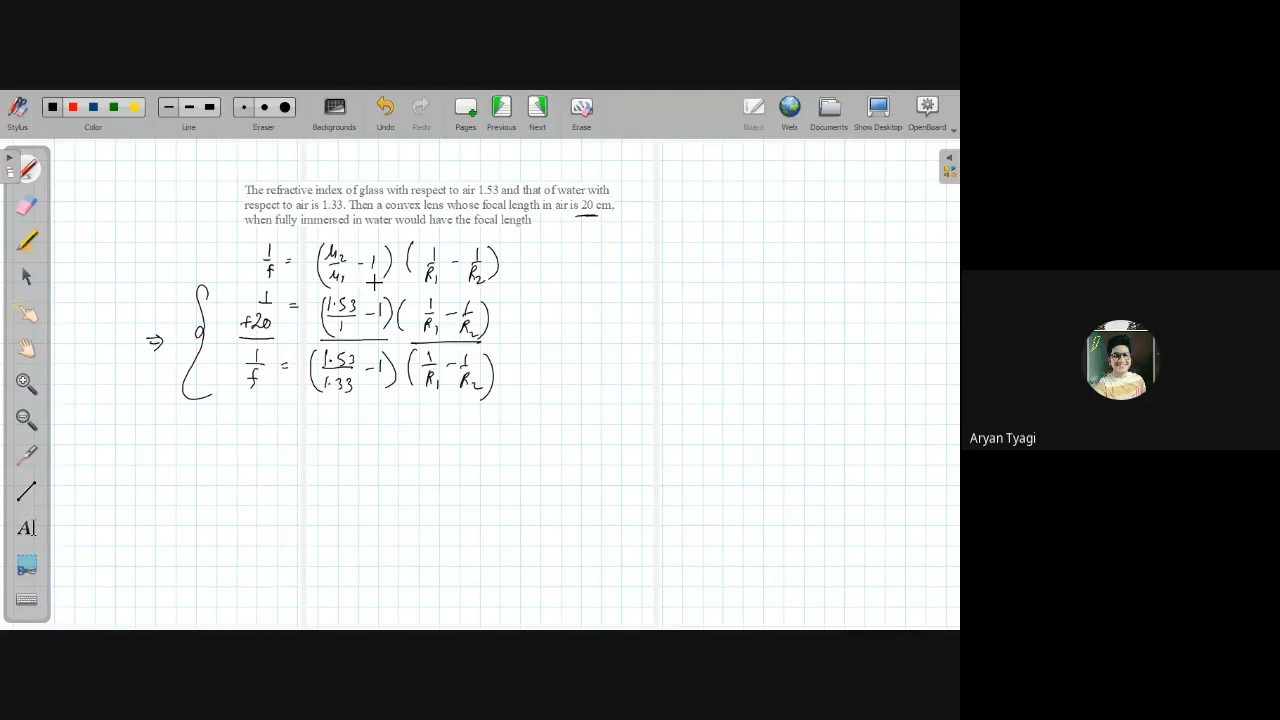 Stylus Color Line Eraser Backgrounds Undo Redo Pages Previous Next Erase Board Web Documents Show Desktop OpenBoard
The refractive index of glass with respect to air 1.53 and that of water with
respect to air is 1.33. Then a convex lens whose focal length in air is 20 cm,
when fully immersed in water would have the focal length
1/f = (μ2/μ1 - 1) (1/R1 - 1/R2)
1/+20 = (1.53/1 - 1) (1/R1 - 1/R2)
⇒
1/f = (1.53/1.33 - 1) (1/R1 - 1/R2)
AI
Aryan Tyagi